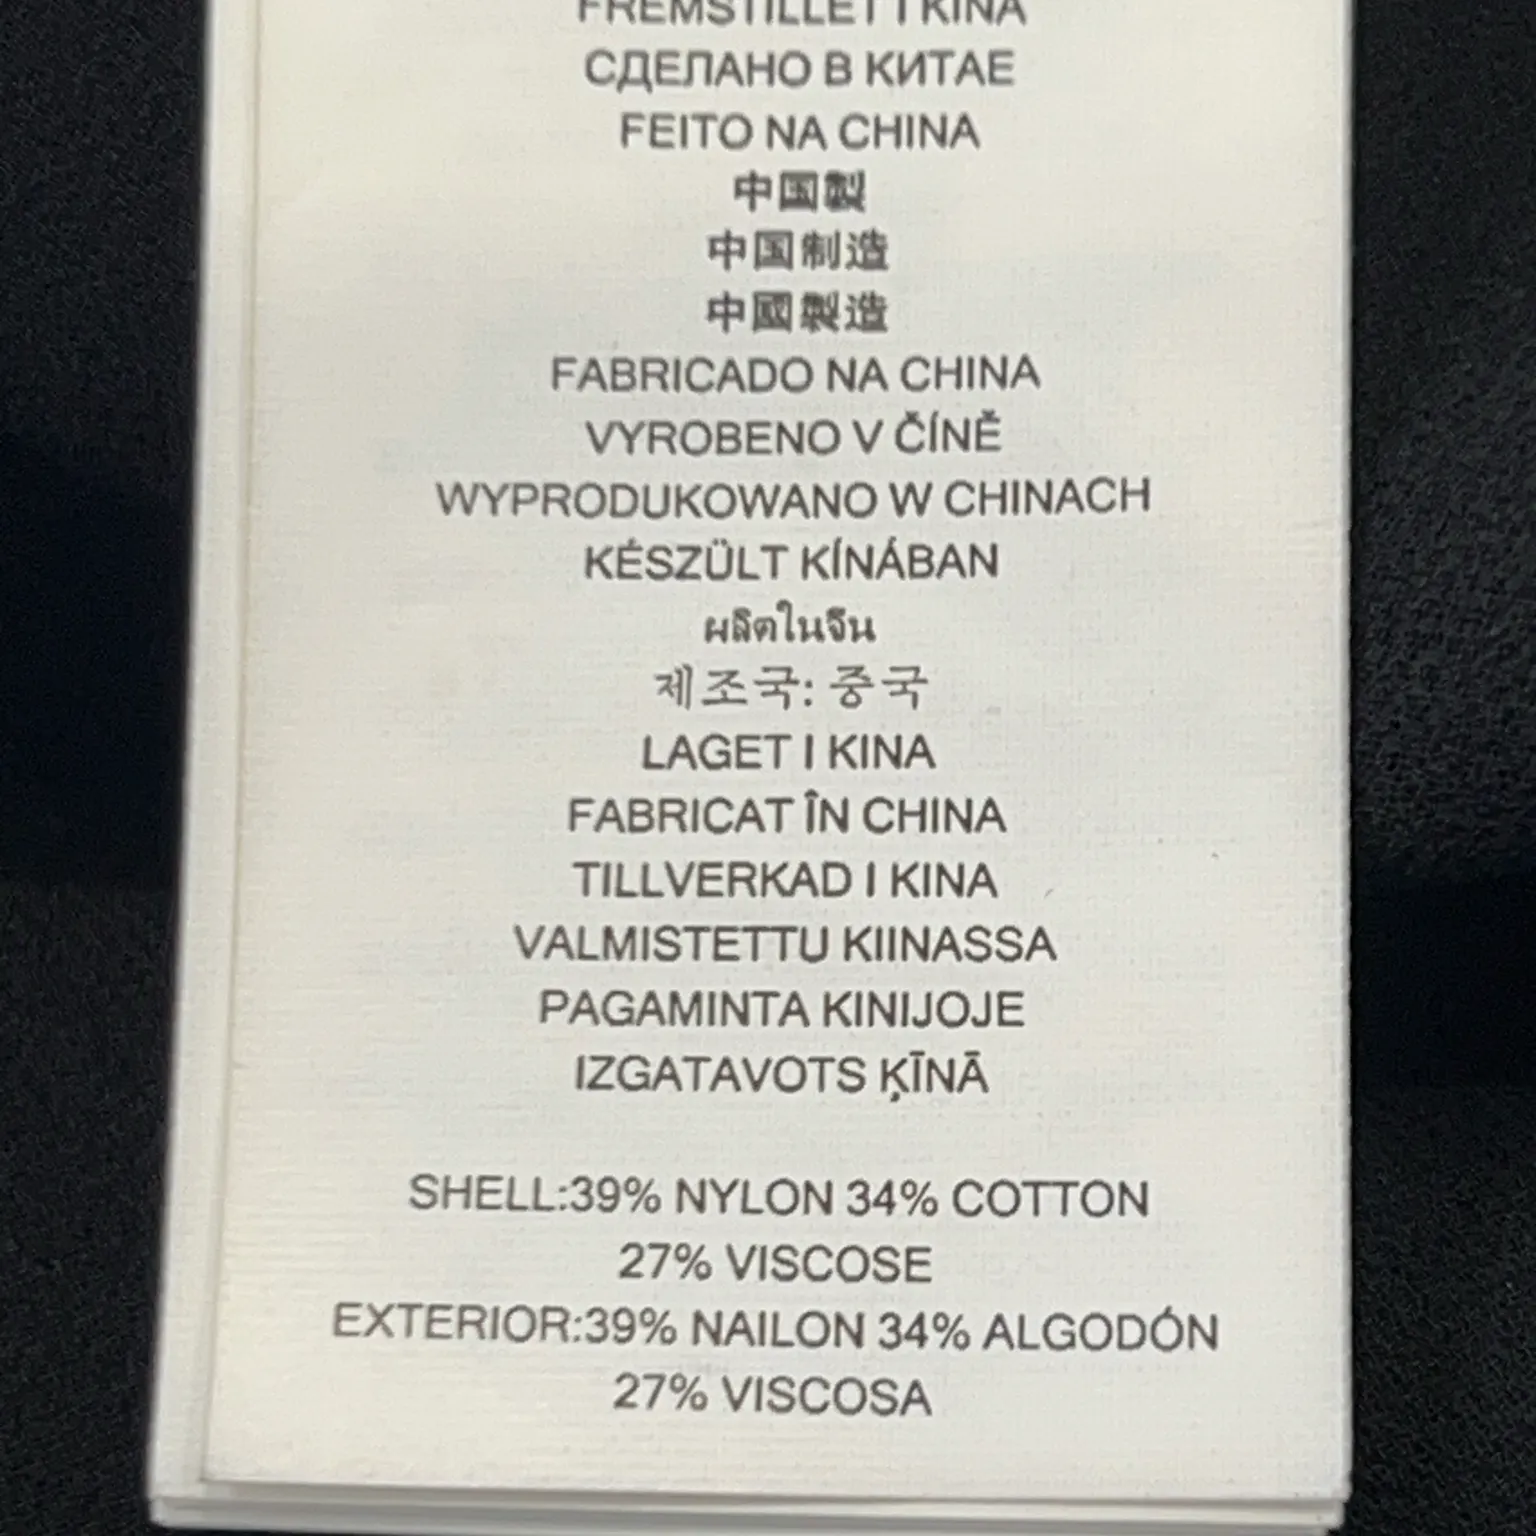 FREMSTILLET I KINA
СДЕЛАНО В КИТАЕ
FEITO NA CHINA
中国製
中国制造
中國製造
FABRICADO NA CHINA
VYROBENO V ČÍNĚ
WYPRODUKOWANO W CHINACH
KÉSZÜLT KÍNÁBAN
ผลิตในจีน
제조국: 중국
LAGET I KINA
FABRICAT ÎN CHINA
TILLVERKAD I KINA
VALMISTETTU KIINASSA
PAGAMINTA KINIJOJE
IZGATAVOTS ĶĪNĀ
SHELL:39% NYLON 34% COTTON
27% VISCOSE
EXTERIOR:39% NAILON 34% ALGODÓN
27% VISCOSA